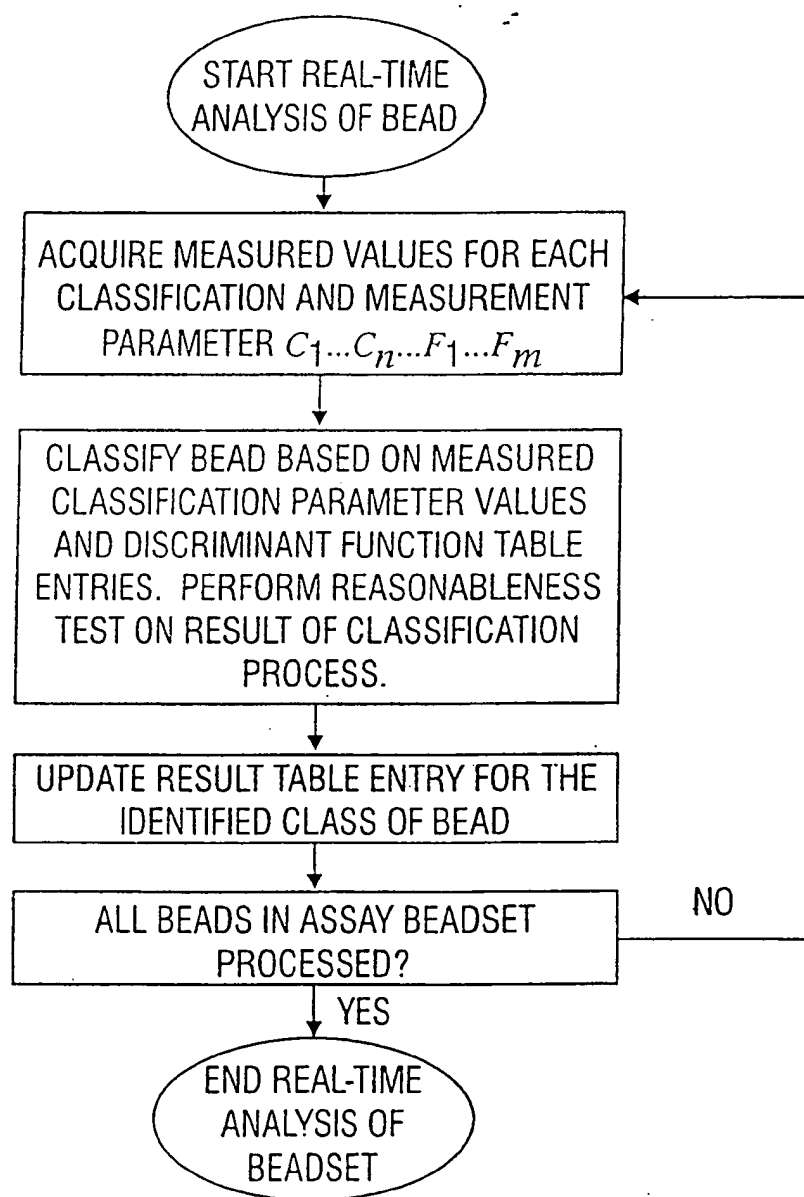 START REAL-TIME
ANALYSIS OF BEAD
ACQUIRE MEASURED VALUES FOR EACH
CLASSIFICATION AND MEASUREMENT
PARAMETER C1...Cn...F1...Fm
CLASSIFY BEAD BASED ON MEASURED
CLASSIFICATION PARAMETER VALUES
AND DISCRIMINANT FUNCTION TABLE
ENTRIES. PERFORM REASONABLENESS
TEST ON RESULT OF CLASSIFICATION
PROCESS.
UPDATE RESULT TABLE ENTRY FOR THE
IDENTIFIED CLASS OF BEAD
ALL BEADS IN ASSAY BEADSET
PROCESSED?
NO
YES
END REAL-TIME
ANALYSIS OF
BEADSET